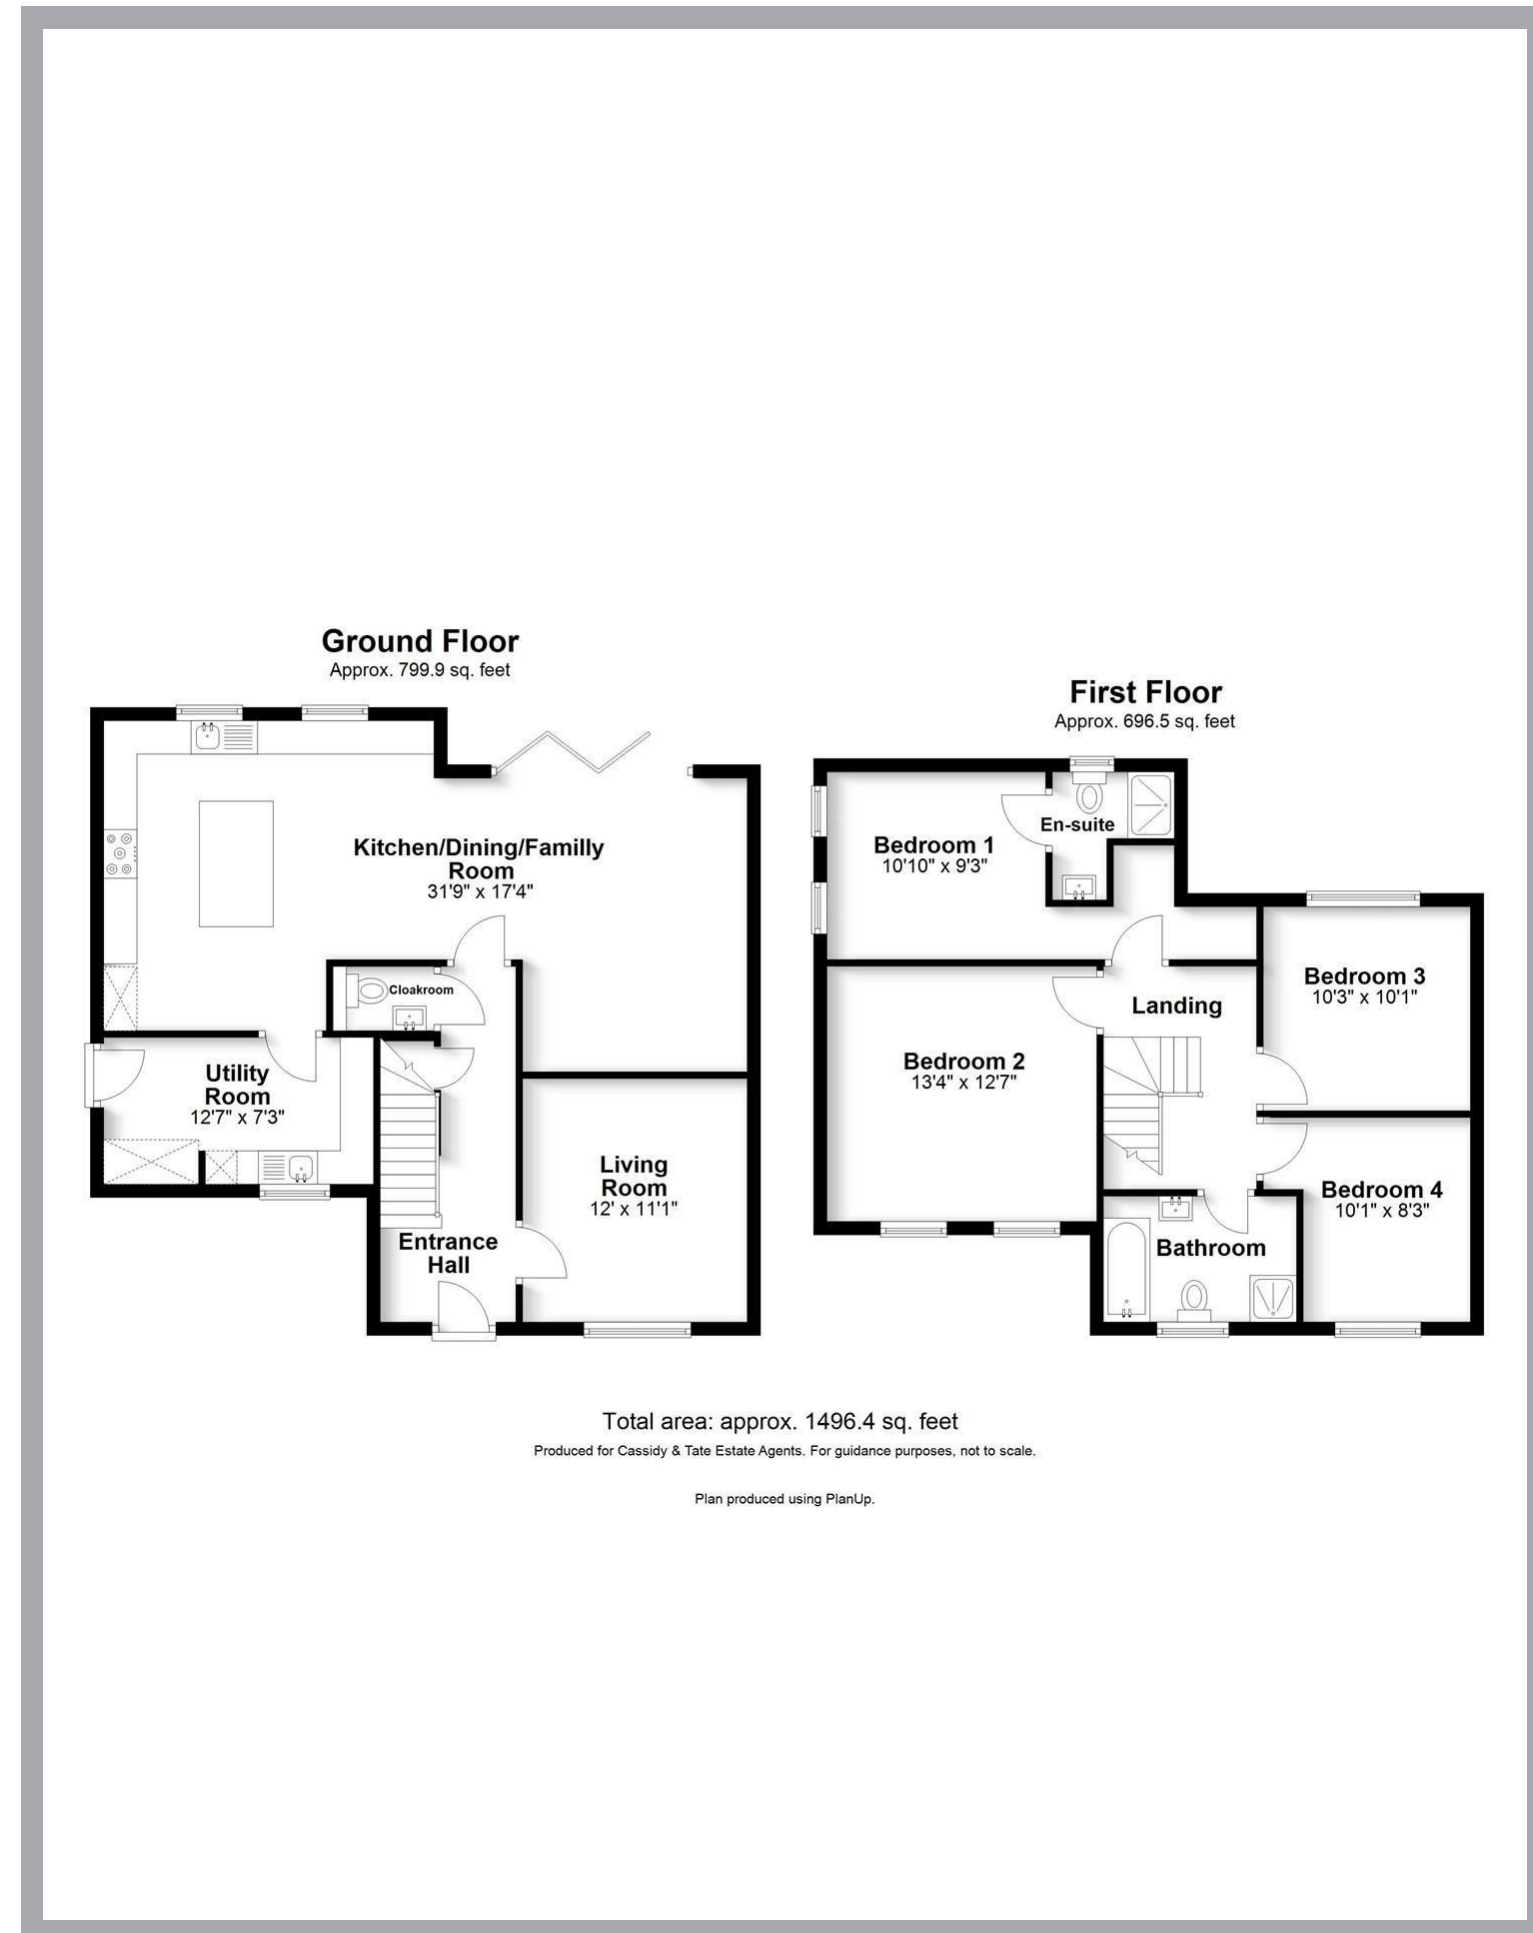 Ground Floor
Approx. 799.9 sq. feet
Kitchen/Dining/Familly
Room
31'9" x 17'4"
Cloakroom
Utility
Room
12'7" x 7'3"
Living
Room
12' x 11'1"
Entrance
Hall
First Floor
Approx. 696.5 sq. feet
En-suite
Bedroom 1
10'10" x 9'3"
Bedroom 3
10'3" x 10'1"
Landing
Bedroom 2
13'4" x 12'7"
Bedroom 4
10'1" x 8'3"
Bathroom
Total area: approx. 1496.4 sq. feet
Produced for Cassidy & Tate Estate Agents. For guidance purposes, not to scale.
Plan produced using PlanUp.